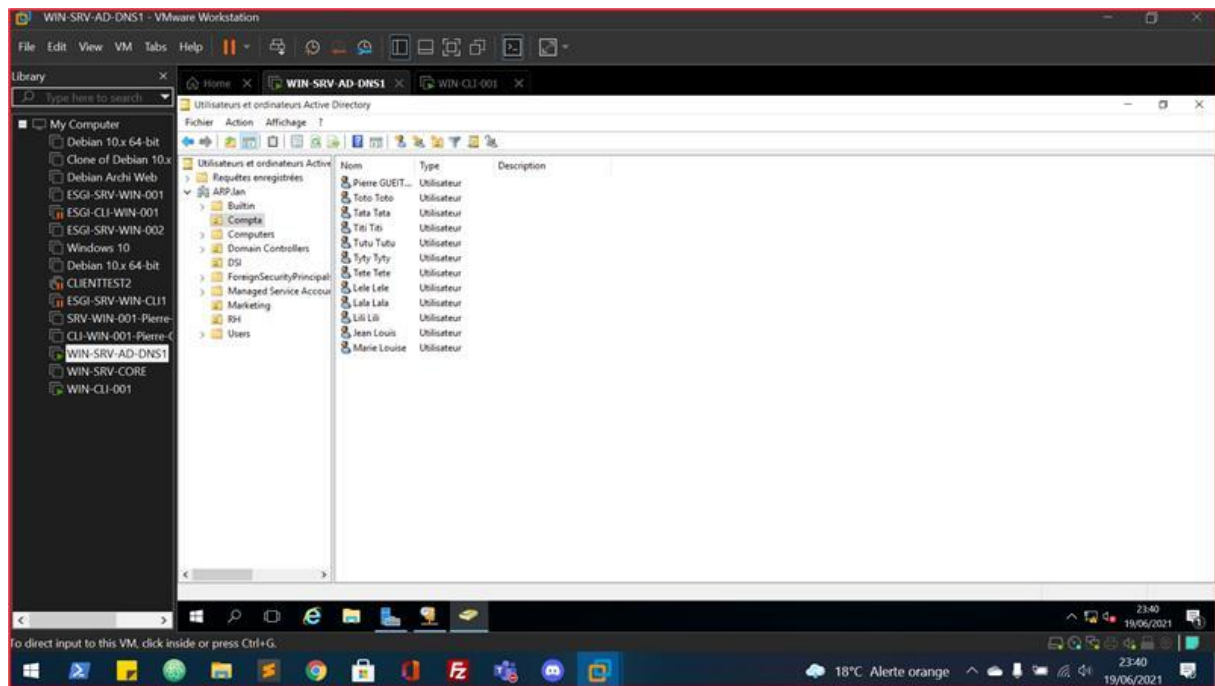 WIN-SRV-AD-DNS1 - VMware Workstation
File Edit View VM Tabs Help
Library
Type here to search
Home
WIN-SRV-AD-DNS1
WIN-CLI-001
My Computer
Debian 10.x 64-bit
Clone of Debian 10.x
Debian Archi Web
ESGI-SRV-WIN-001
ESGI-CLI-WIN-001
ESGI-SRV-WIN-002
Windows 10
Debian 10.x 64-bit
CLIENTTEST2
ESGI-SRV-WIN-CLI1
SRV-WIN-001-Pierre-
CLI-WIN-001-Pierre-
WIN-SRV-AD-DNS1
WIN-SRV-CORE
WIN-CLI-001
Utilisateurs et ordinateurs Active Directory
Fichier Action Affichage ?
Utilisateurs et ordinateurs Active
Requêtes enregistrées
ARP.lan
Builtin
Compta
Computers
Domain Controllers
DSI
ForeignSecurityPrincipal
Managed Service Accou
Marketing
RH
Users
Nom Type Description
Pierre GUEIT... Utilisateur
Toto Toto Utilisateur
Tata Tata Utilisateur
Titi Titi Utilisateur
Tutu Tutu Utilisateur
Tyty Tyty Utilisateur
Tete Tete Utilisateur
Lele Lele Utilisateur
Lala Lala Utilisateur
Lili Lili Utilisateur
Jean Louis Utilisateur
Marie Louise Utilisateur
23:40
19/06/2021
To direct input to this VM, click inside or press Ctrl+G.
18°C Alerte orange
23:40
19/06/2021